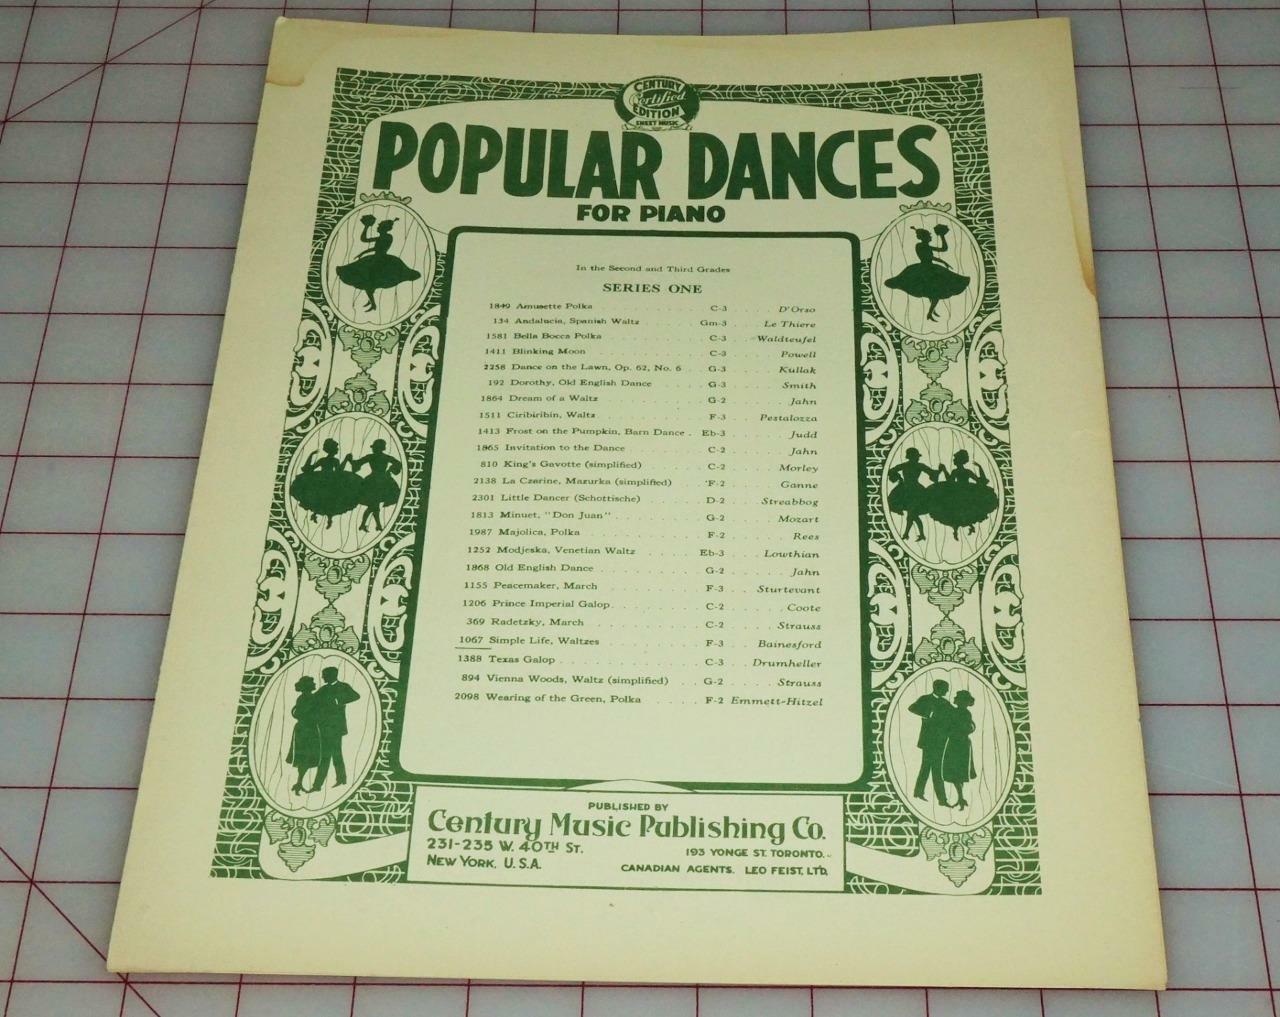 CENTURY
Certified
EDITION
SHEET MUSIC
POPULAR DANCES
FOR PIANO
In the Second and Third Grades
SERIES ONE
1849 Amusette Polka C-3 D'Orso
134 Andalucia, Spanish Waltz Gm-3 Le Thiere
1581 Bella Bocca Polka C-3 Waldteufel
1411 Blinking Moon C-3 Powell
2258 Dance on the Lawn, Op. 62, No. 6 G-3 Kullak
192 Dorothy, Old English Dance G-3 Smith
1864 Dream of a Waltz G-2 Jahn
1511 Ciribiribin, Waltz F-3 Pestalozza
1413 Frost on the Pumpkin, Barn Dance Eb-3 Judd
1865 Invitation to the Dance C-2 Jahn
810 King's Gavotte (simplified) C-2 Morley
2138 La Czarine, Mazurka (simplified) F-2 Ganne
2301 Little Dancer (Schottische) D-2 Streabbog
1813 Minuet, "Don Juan" G-2 Mozart
1987 Majolica, Polka F-2 Rees
1252 Modjeska, Venetian Waltz Eb-3 Lowthian
1868 Old English Dance G-2 Jahn
1155 Peacemaker, March F-3 Sturtevant
1206 Prince Imperial Galop C-2 Coote
369 Radetzky, March C-2 Strauss
1067 Simple Life, Waltzes F-3 Bainesford
1388 Texas Galop C-3 Drumheller
894 Vienna Woods, Waltz (simplified) G-2 Strauss
2098 Wearing of the Green, Polka F-2 Emmett-Hitzel
PUBLISHED BY
Century Music Publishing Co.
231-235 W. 40TH ST. 193 YONGE ST. TORONTO.
NEW YORK, U.S.A. CANADIAN AGENTS. LEO FEIST, LTD.